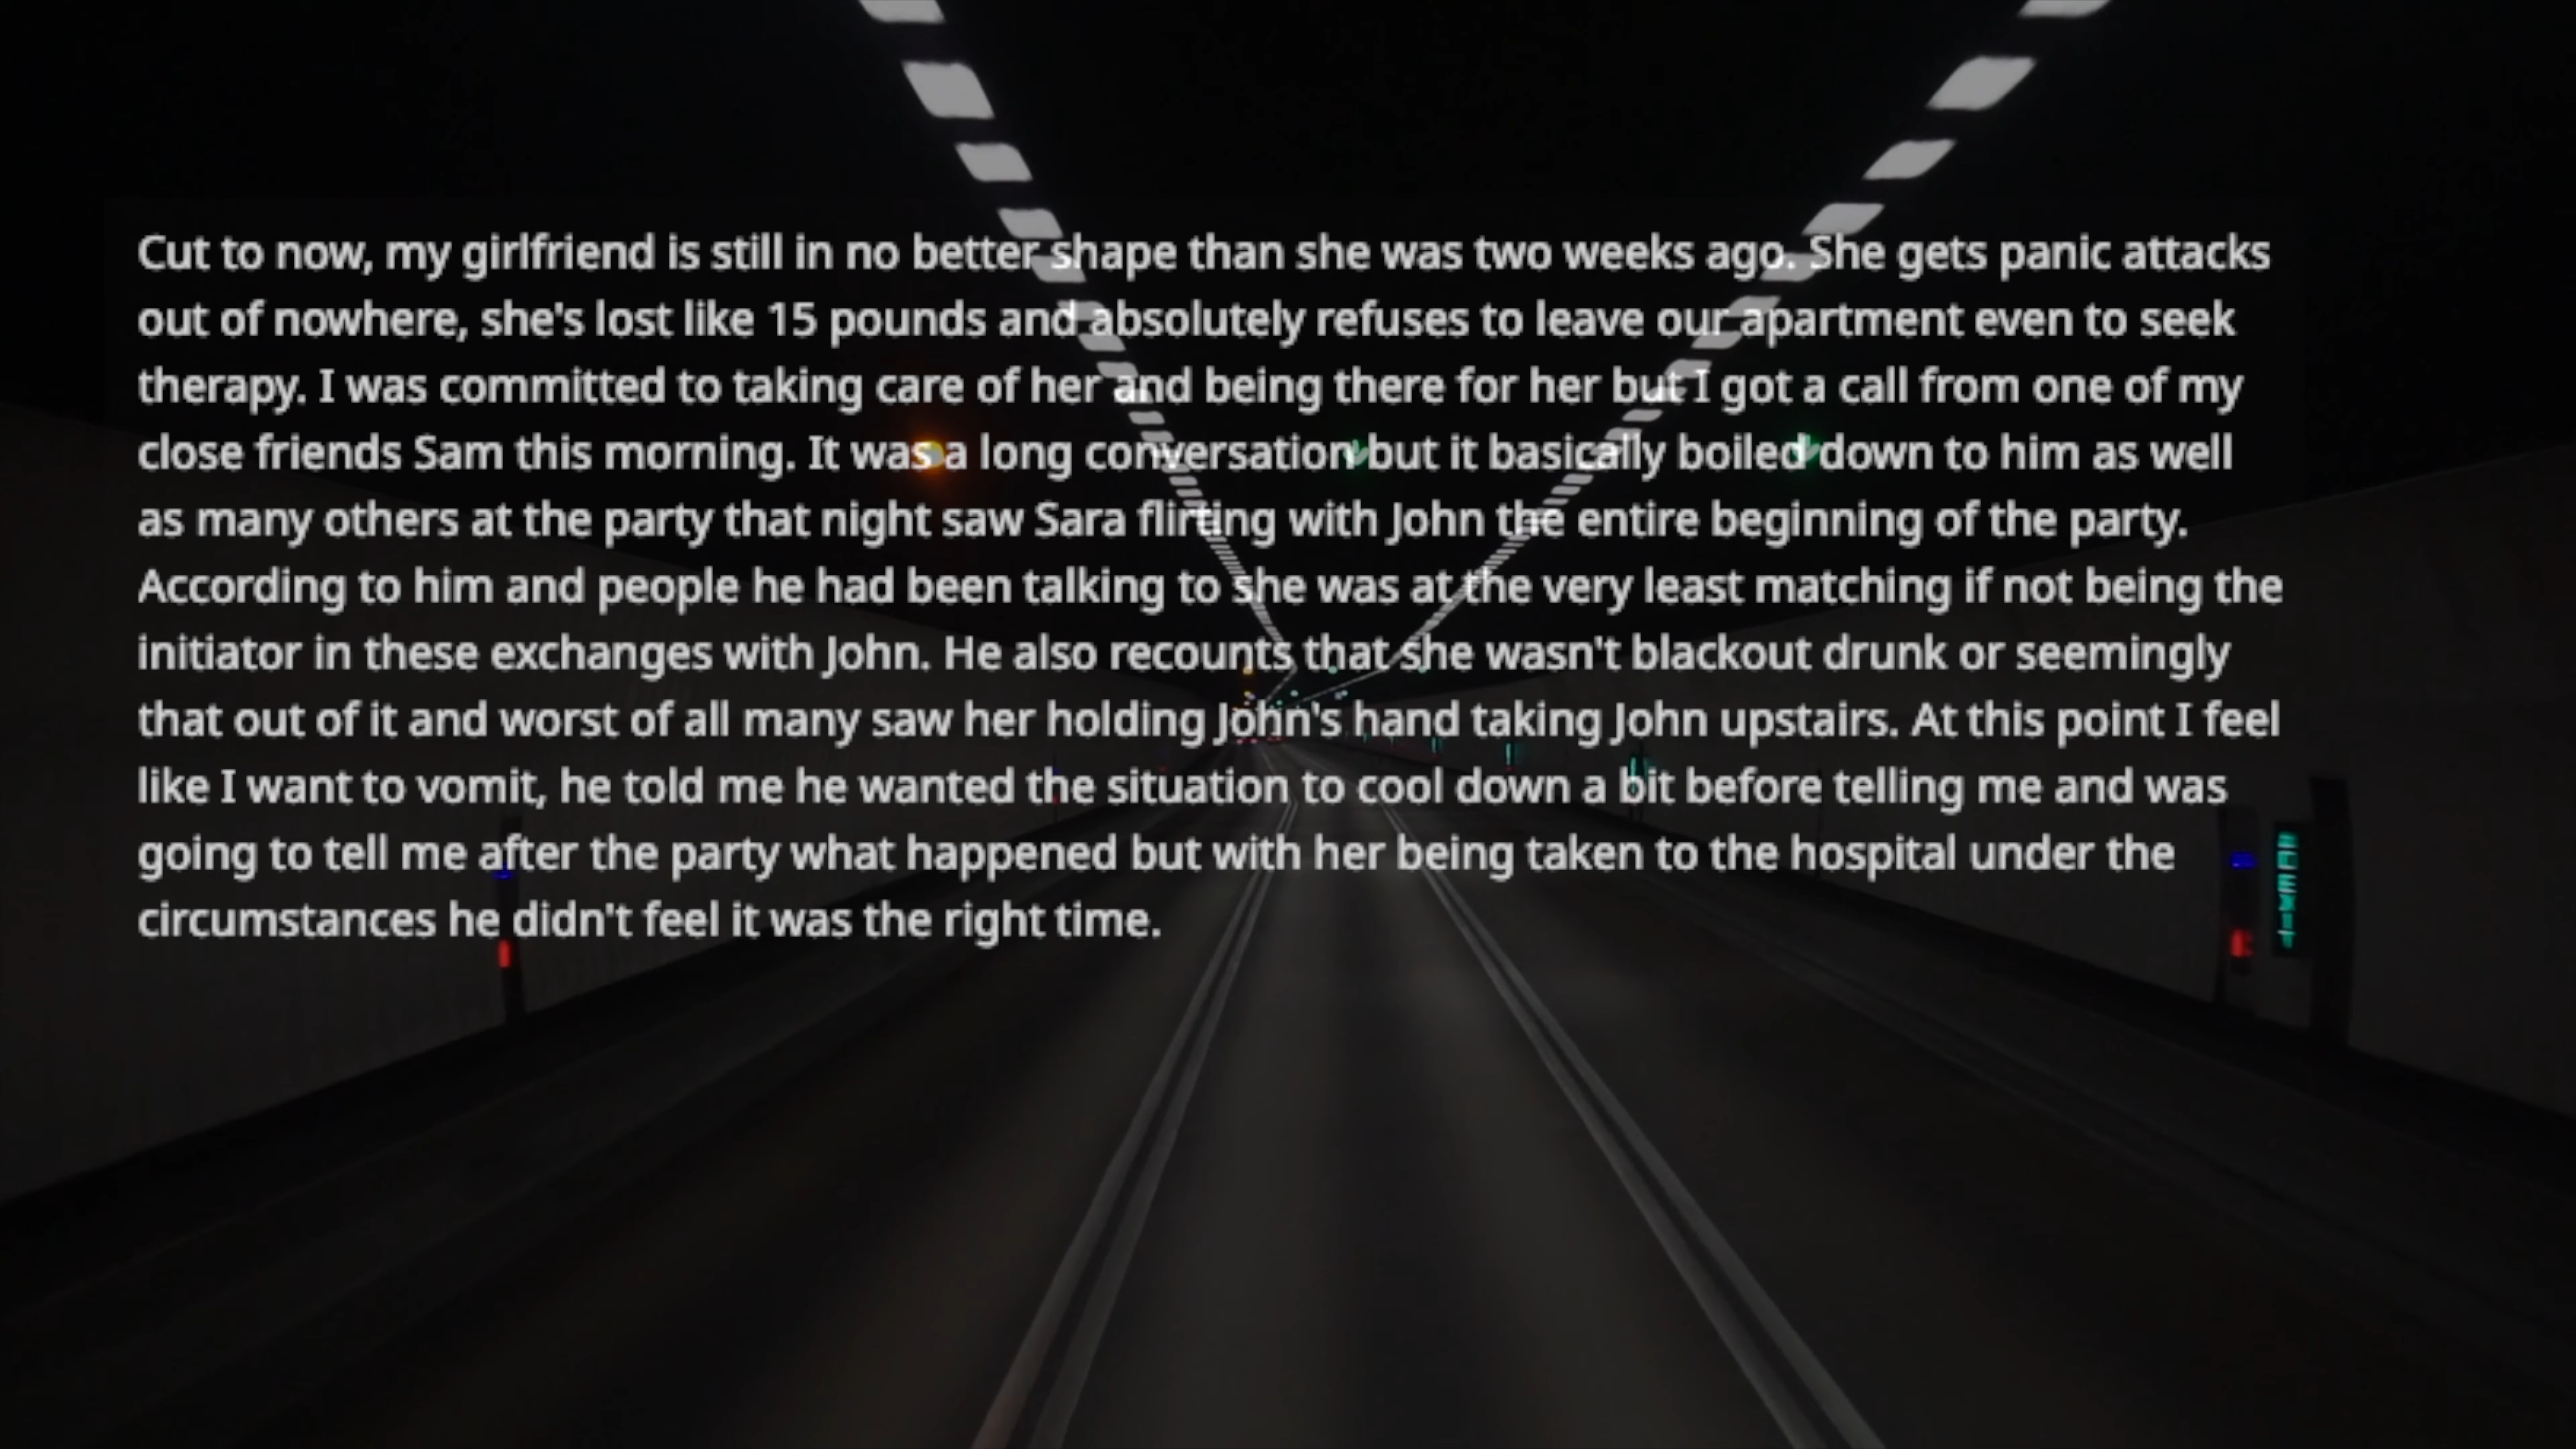 Cut to now, my girlfriend is still in no better shape than she was two weeks ago. She gets panic attacks
out of nowhere, she's lost like 15 pounds and absolutely refuses to leave our apartment even to seek
therapy. I was committed to taking care of her and being there for her but I got a call from one of my
close friends Sam this morning. It was a long conversation but it basically boiled down to him as well
as many others at the party that night saw Sara flirting with John the entire beginning of the party.
According to him and people he had been talking to she was at the very least matching if not being the
initiator in these exchanges with John. He also recounts that she wasn't blackout drunk or seemingly
that out of it and worst of all many saw her holding John's hand taking John upstairs. At this point I feel
like I want to vomit, he told me he wanted the situation to cool down a bit before telling me and was
going to tell me after the party what happened but with her being taken to the hospital under the
circumstances he didn't feel it was the right time.